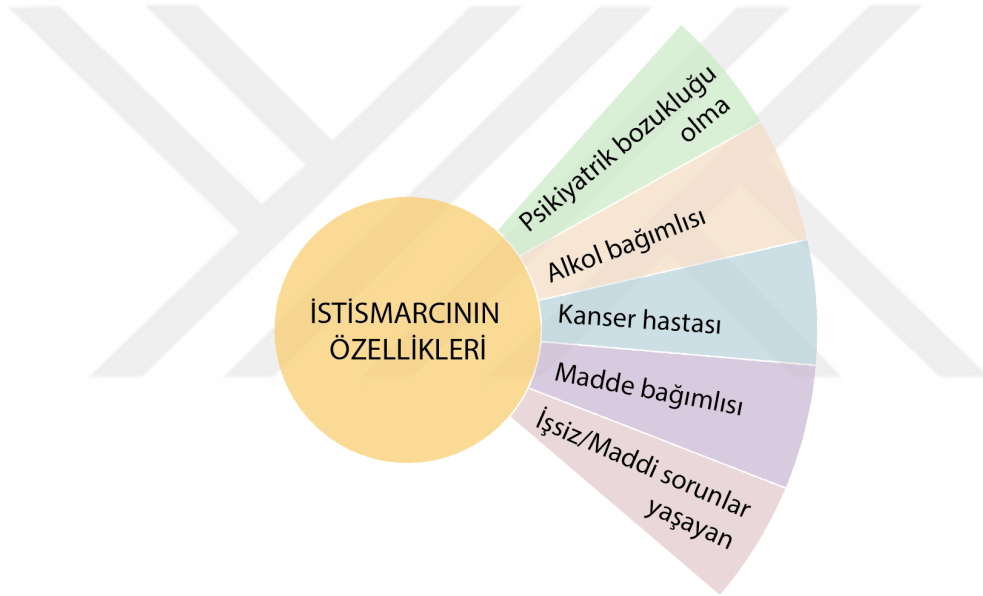 İSTİSMARCININ
ÖZELLİKLERİ
Psikiyatrik bozukluğu
olma
Alkol bağımlısı
Kanser hastası
Madde bağımlısı
İşsiz/Maddi sorunlar
yaşayan